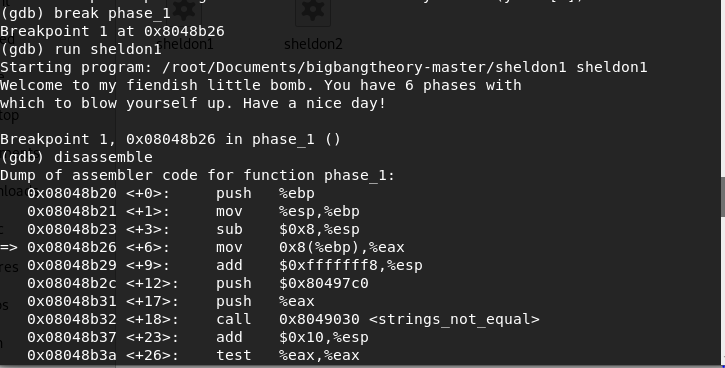 (gdb) break phase_1
Breakpoint 1 at 0x8048b26
(gdb) run sheldon1
sheldon1 sheldon2
Starting program: /root/Documents/bigbangtheory-master/sheldon1 sheldon1
Welcome to my fiendish little bomb. You have 6 phases with
which to blow yourself up. Have a nice day!
Breakpoint 1, 0x08048b26 in phase_1 ()
(gdb) disassemble
Dump of assembler code for function phase_1:
0x08048b20 <+0>: push %ebp
0x08048b21 <+1>: mov %esp,%ebp
0x08048b23 <+3>: sub $0x8,%esp
=> 0x08048b26 <+6>: mov 0x8(%ebp),%eax
0x08048b29 <+9>: add $0xfffffff8,%esp
0x08048b2c <+12>: push $0x80497c0
0x08048b31 <+17>: push %eax
0x08048b32 <+18>: call 0x8049030 <strings_not_equal>
0x08048b37 <+23>: add $0x10,%esp
0x08048b3a <+26>: test %eax,%eax